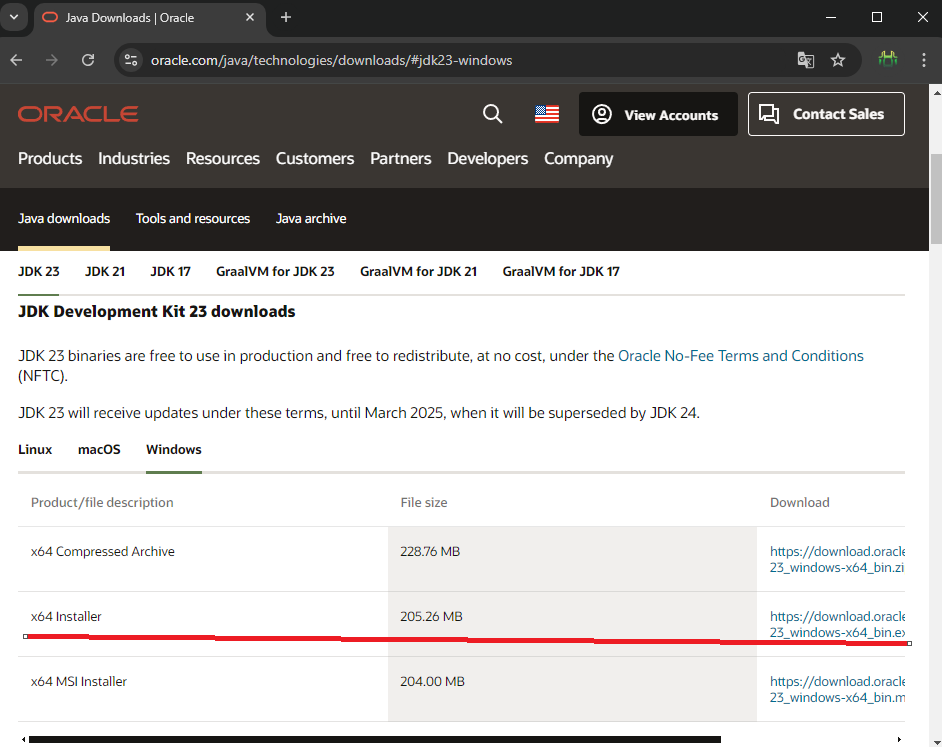 Java Downloads | Oracle
oracle.com/java/technologies/downloads/#jdk23-windows
ORACLE
View Accounts
Contact Sales
Products Industries Resources Customers Partners Developers Company
Java downloads Tools and resources Java archive
JDK 23 JDK 21 JDK 17 GraalVM for JDK 23 GraalVM for JDK 21 GraalVM for JDK 17
JDK Development Kit 23 downloads
JDK 23 binaries are free to use in production and free to redistribute, at no cost, under the Oracle No-Fee Terms and Conditions
(NFTC).
JDK 23 will receive updates under these terms, until March 2025, when it will be superseded by JDK 24.
Linux macOS Windows
Product/file description File size Download
x64 Compressed Archive 228.76 MB https://download.oracle
23_windows-x64_bin.zi
x64 Installer 205.26 MB https://download.oracle
23_windows-x64_bin.ex
x64 MSI Installer 204.00 MB https://download.oracle
23_windows-x64_bin.m